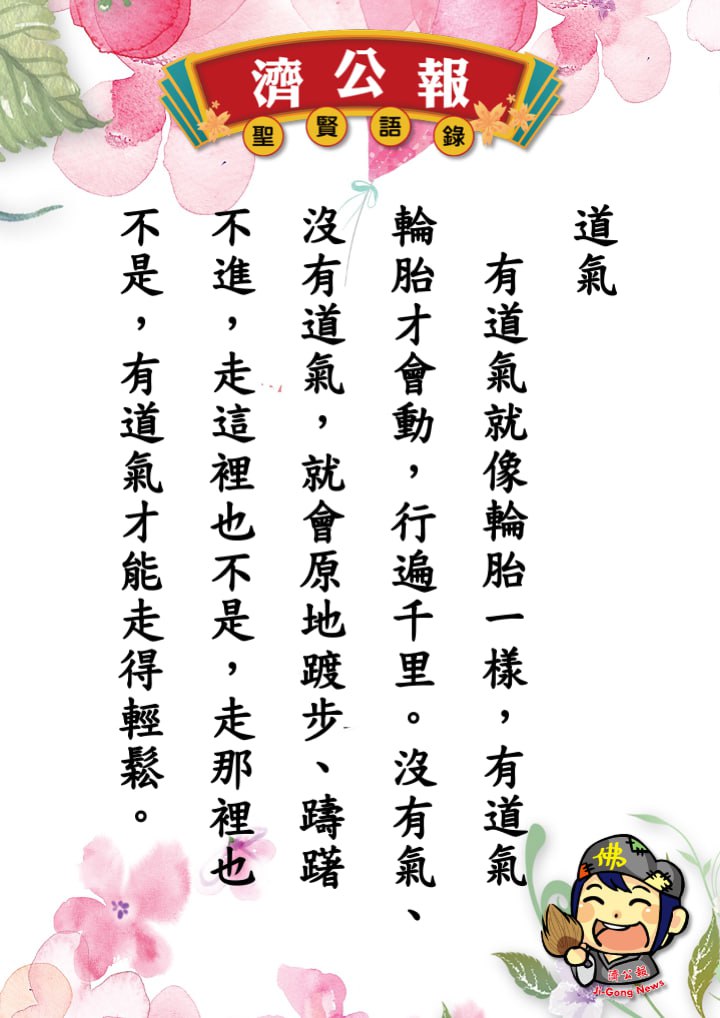 濟公報
聖賢語錄
道氣
有道氣就像輪胎一樣，有道氣
輪胎才會動，行遍千里。沒有氣、
沒有道氣，就會原地踱步、躊躇
不進，走這裡也不是，走那裡也
不是，有道氣才能走得輕鬆。
佛
濟公報
Ji-Gong News